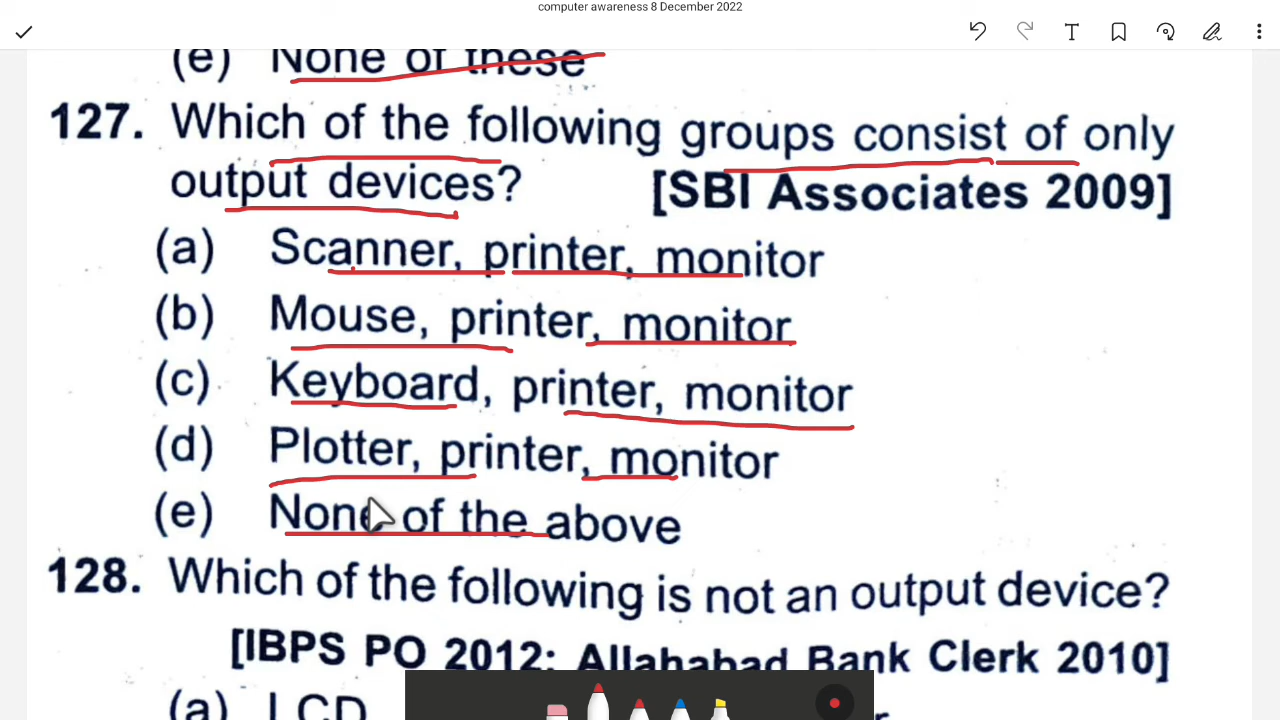 computer awareness 8 December 2022
(e) None of these
127. Which of the following groups consist of only
output devices? [SBI Associates 2009]
(a) Scanner, printer, monitor
(b) Mouse, printer, monitor
(c) Keyboard, printer, monitor
(d) Plotter, printer, monitor
(e) None of the above
128. Which of the following is not an output device?
[IBPS PO 2012; Allahabad Bank Clerk 2010]
(a) LCD